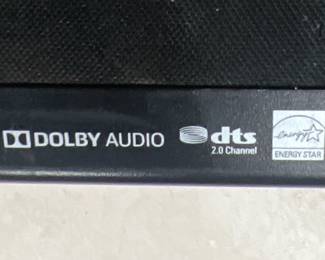 DOLBY AUDIO
dts
2.0 Channel
energy
ENERGY STAR